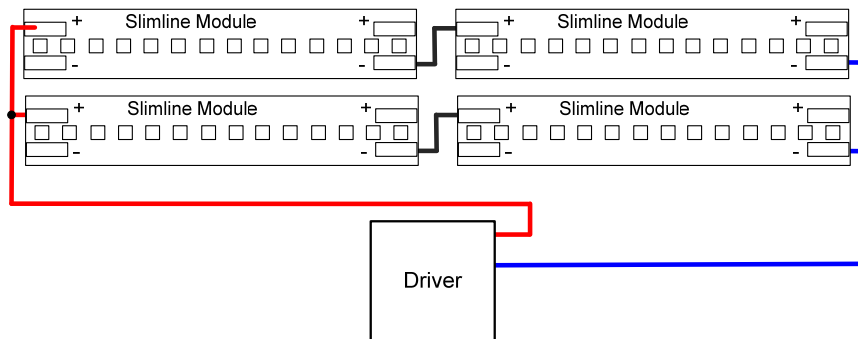 + Slimline Module + + Slimline Module +
- - - -
+ Slimline Module + + Slimline Module +
- - - -
Driver